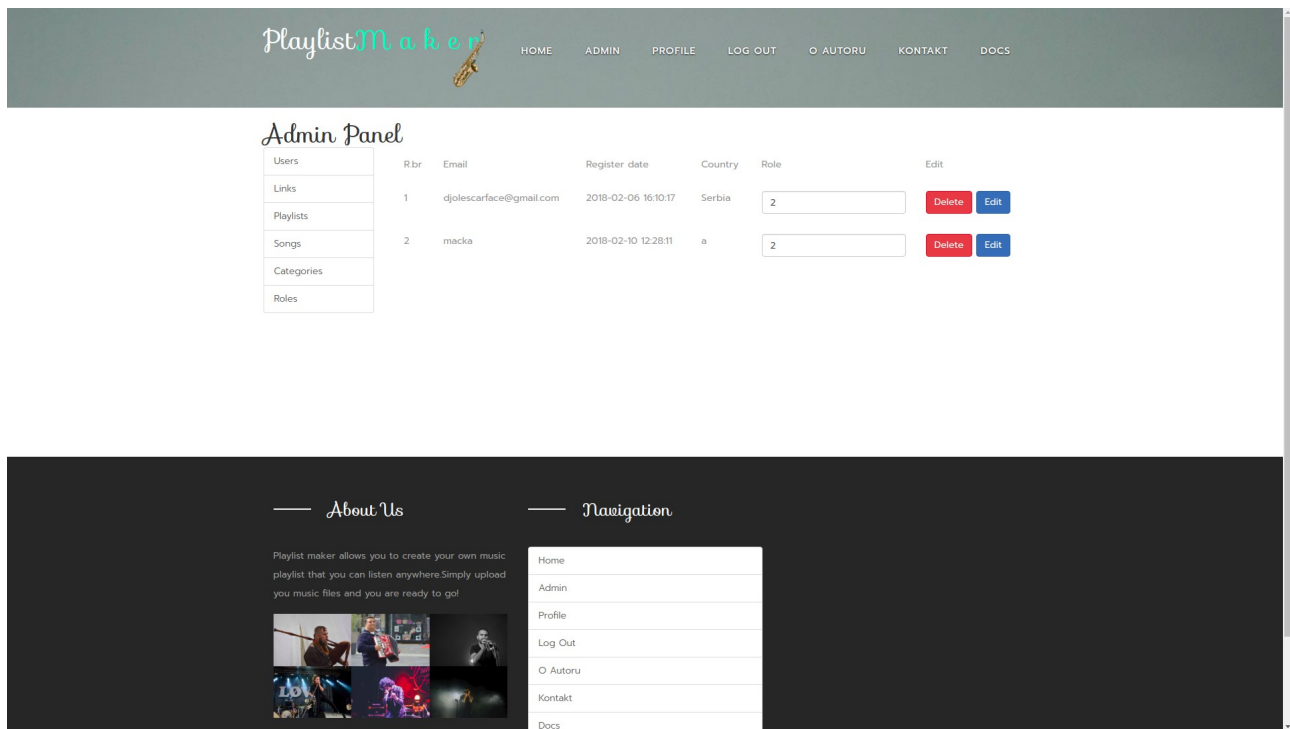 PlaylistMaker
HOME ADMIN PROFILE LOG OUT O AUTORU KONTAKT DOCS
Admin Panel
Users
Links
Playlists
Songs
Categories
Roles
R.br Email Register date Country Role Edit
1 djolescarface@gmail.com 2018-02-06 16:10:17 Serbia 2 Delete Edit
2 macka 2018-02-10 12:28:11 a 2 Delete Edit
About Us
Playlist maker allows you to create your own music
playlist that you can listen anywhere.Simply upload
you music files and you are ready to go!
LOV
Navigation
Home
Admin
Profile
Log Out
O Autoru
Kontakt
Docs